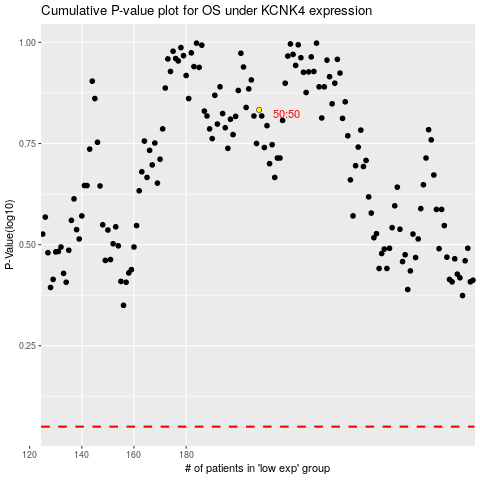 Cumulative P-value plot for OS under KCNK4 expression
P-Value(log10)
1.00
0.75
0.50
0.25
50:50
120 124 140 160 180
# of patients in 'low exp' group